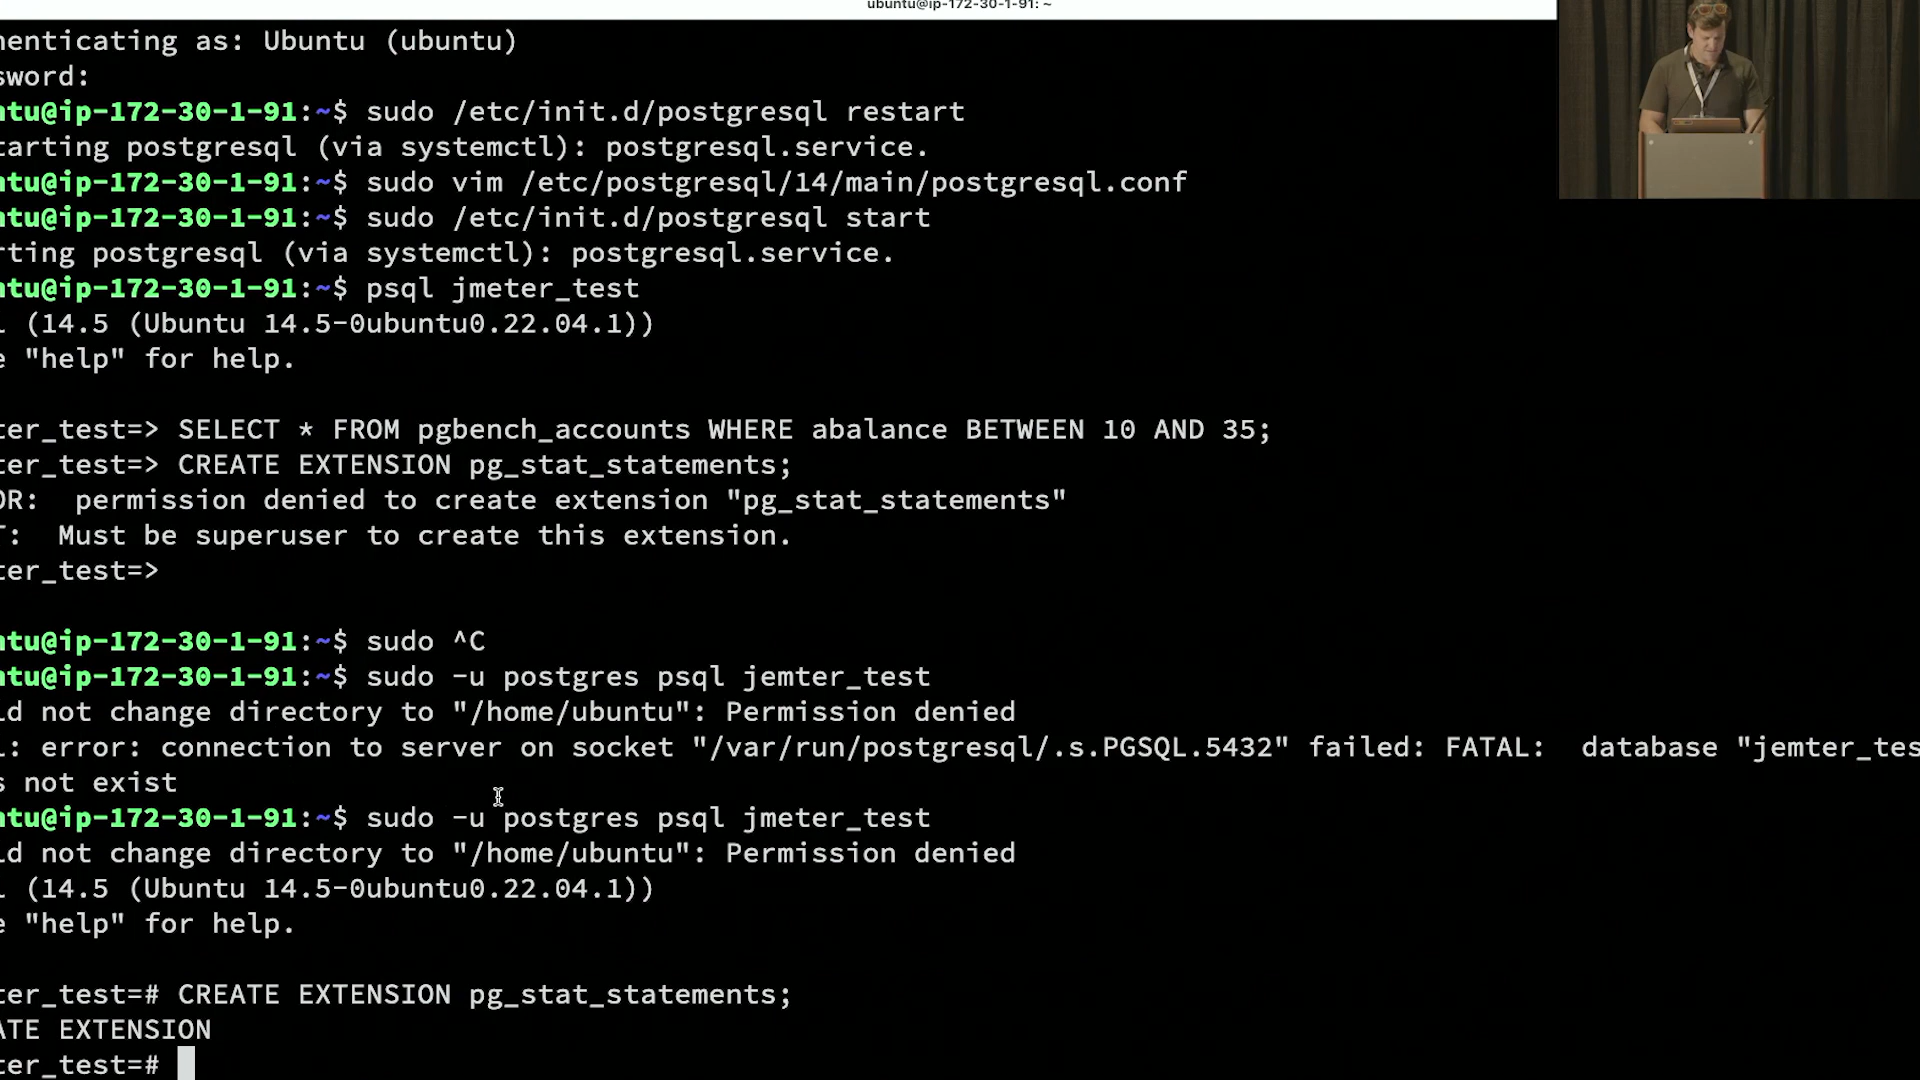 ubuntu@ip-172-30-1-91: ~
henticating as: Ubuntu (ubuntu)
sword:
ntu@ip-172-30-1-91:~$ sudo /etc/init.d/postgresql restart
tarting postgresql (via systemctl): postgresql.service.
ntu@ip-172-30-1-91:~$ sudo vim /etc/postgresql/14/main/postgresql.conf
ntu@ip-172-30-1-91:~$ sudo /etc/init.d/postgresql start
rting postgresql (via systemctl): postgresql.service.
ntu@ip-172-30-1-91:~$ psql jmeter_test
l (14.5 (Ubuntu 14.5-0ubuntu0.22.04.1))
e "help" for help.
ter_test=> SELECT * FROM pgbench_accounts WHERE abalance BETWEEN 10 AND 35;
ter_test=> CREATE EXTENSION pg_stat_statements;
OR:  permission denied to create extension "pg_stat_statements"
T:  Must be superuser to create this extension.
ter_test=>
ntu@ip-172-30-1-91:~$ sudo ^C
ntu@ip-172-30-1-91:~$ sudo -u postgres psql jemter_test
ld not change directory to "/home/ubuntu": Permission denied
l: error: connection to server on socket "/var/run/postgresql/.s.PGSQL.5432" failed: FATAL:  database "jemter_tes
s not exist
ntu@ip-172-30-1-91:~$ sudo -u postgres psql jmeter_test
ld not change directory to "/home/ubuntu": Permission denied
l (14.5 (Ubuntu 14.5-0ubuntu0.22.04.1))
e "help" for help.
ter_test=# CREATE EXTENSION pg_stat_statements;
ATE EXTENSION
ter_test=#